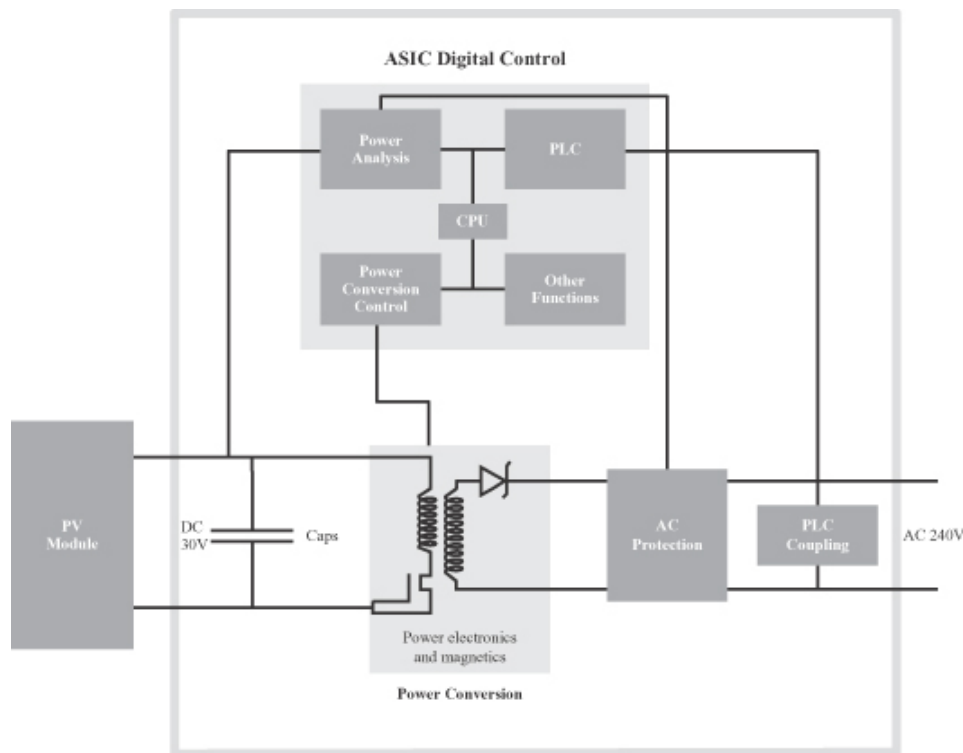 ASIC Digital Control
Power
Analysis
PLC
CPU
Power
Conversion
Control
Other
Functions
PV
Module
DC
30V
Caps
AC
Protection
PLC
Coupling
AC 240V
Power electronics
and magnetics
Power Conversion